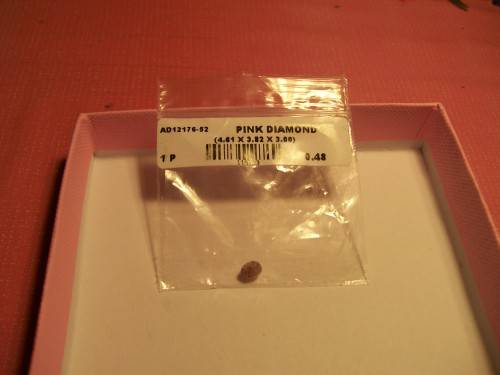 AD12176-52 PINK DIAMOND
(4.61 X 3.82 X 3.00)
1 P 0.48